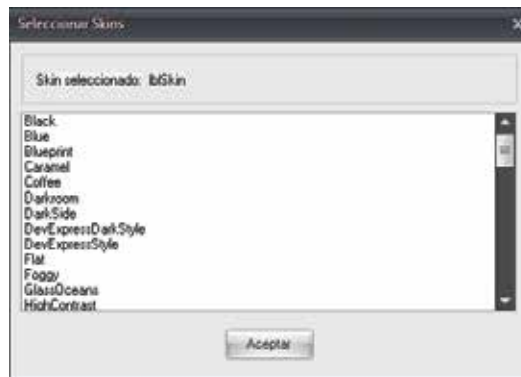 Seleccionar Skins
x
Skin seleccionado: lblSkin
Black
Blue
Blueprint
Caramel
Coffee
Darkroom
DarkSide
DevExpressDarkStyle
DevExpressStyle
Flat
Foggy
GlassOceans
HighContrast
Aceptar